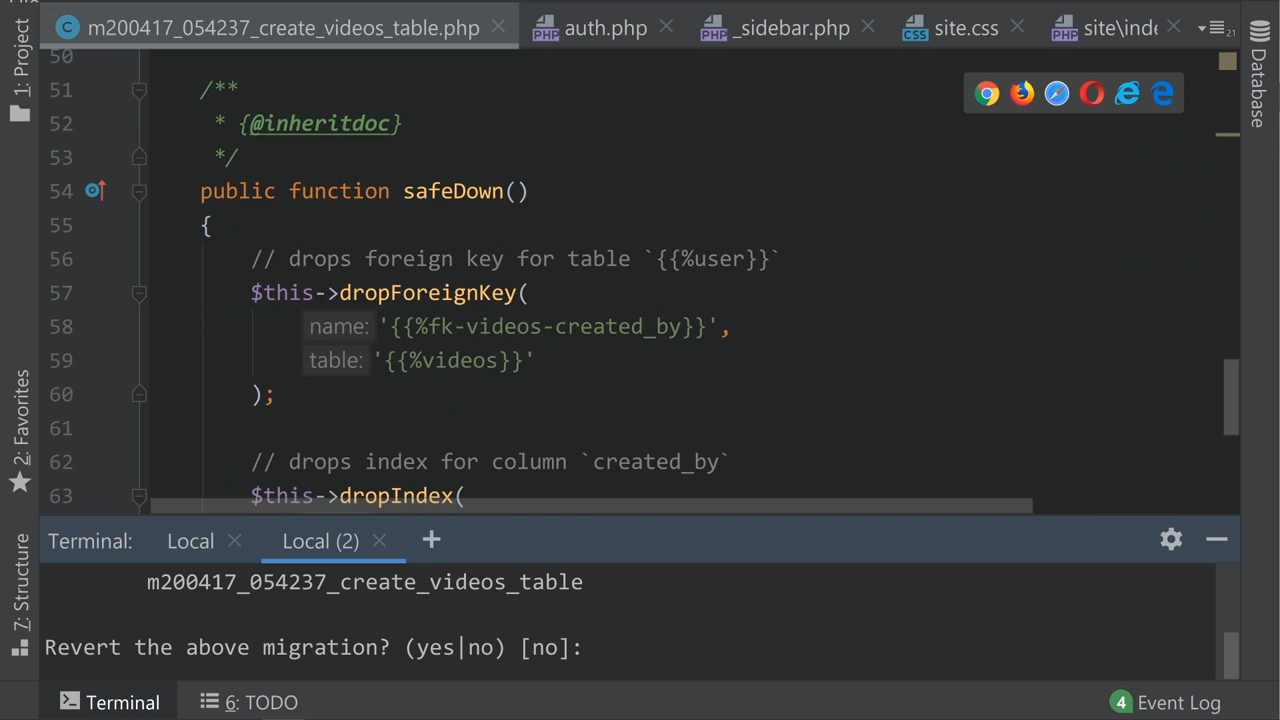 m200417_054237_create_videos_table.php
auth.php
_sidebar.php
site.css
site\inde
21
1: Project
2: Favorites
7: Structure
Database
50
51 /**
52 * {@inheritdoc}
53 */
54 public function safeDown()
55 {
56 // drops foreign key for table `{{%user}}`
57 $this->dropForeignKey(
58 name: '{{%fk-videos-created_by}}',
59 table: '{{%videos}}'
60 );
61
62 // drops index for column `created_by`
63 $this->dropIndex(
Terminal: Local Local (2) +
m200417_054237_create_videos_table
Revert the above migration? (yes|no) [no]:
Terminal 6: TODO 4 Event Log